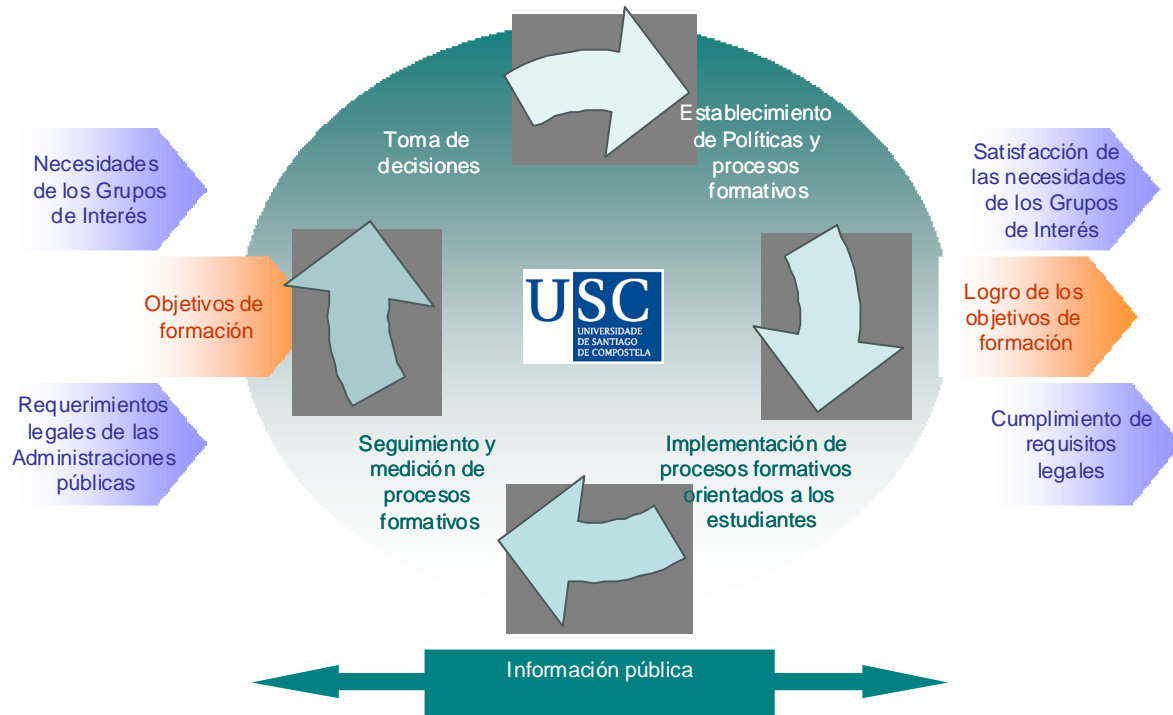 Necesidades
de los Grupos
de Interés
Objetivos de
formación
Requerimientos
legales de las
Administraciones
públicas
Toma de
decisiones
Establecimiento
de Políticas y
procesos
formativos
USC
UNIVERSIDADE
DE SANTIAGO
DE COMPOSTELA
Seguimiento y
medición de
procesos
formativos
Implementación de
procesos formativos
orientados a los
estudiantes
Satisfacción de
las necesidades
de los Grupos
de Interés
Logro de los
objetivos de
formación
Cumplimiento de
requisitos
legales
Información pública